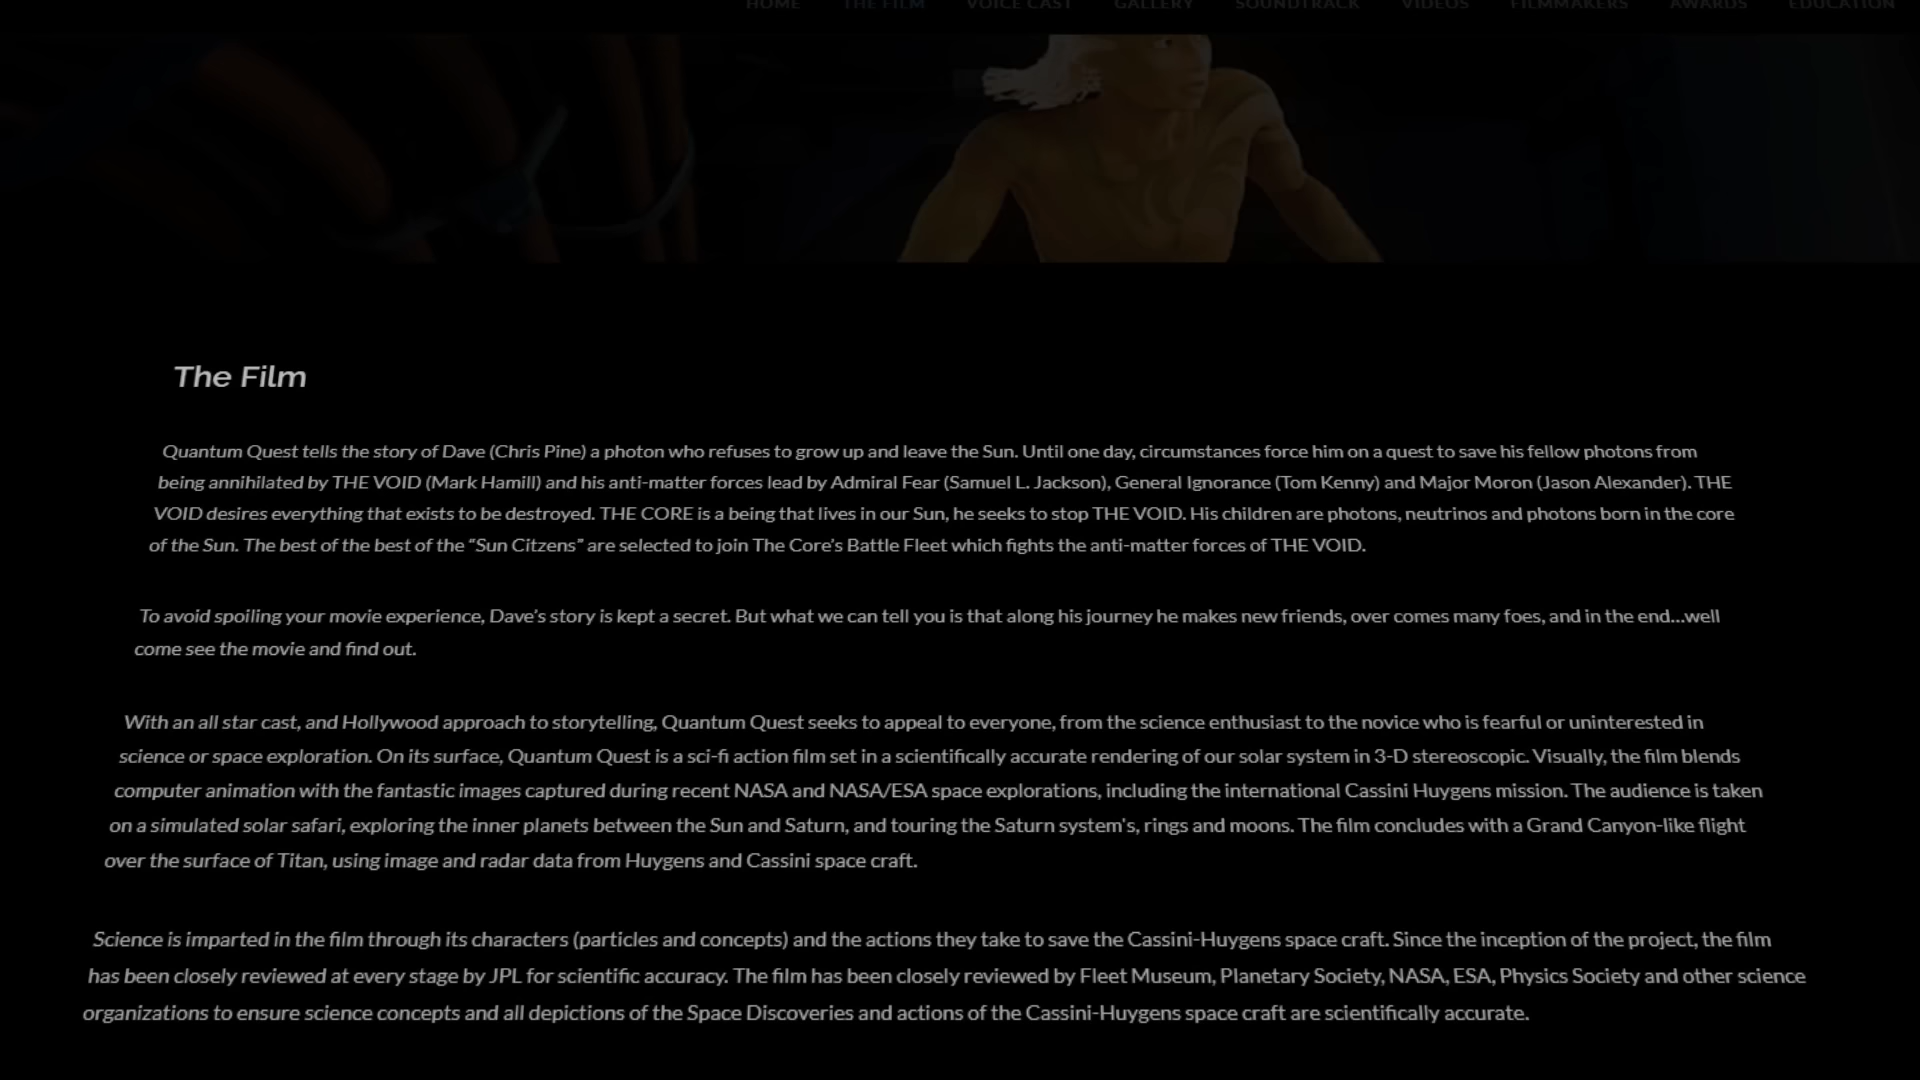 HOME THE FILM VOICE CAST GALLERY SOUNDTRACK VIDEOS FILMMAKERS AWARDS EDUCATION
The Film
Quantum Quest tells the story of Dave (Chris Pine) a photon who refuses to grow up and leave the Sun. Until one day, circumstances force him on a quest to save his fellow photons from
being annihilated by THE VOID (Mark Hamill) and his anti-matter forces lead by Admiral Fear (Samuel L. Jackson), General Ignorance (Tom Kenny) and Major Moron (Jason Alexander). THE
VOID desires everything that exists to be destroyed. THE CORE is a being that lives in our Sun, he seeks to stop THE VOID. His children are photons, neutrinos and photons born in the core
of the Sun. The best of the best of the “Sun Citzens” are selected to join The Core’s Battle Fleet which fights the anti-matter forces of THE VOID.
To avoid spoiling your movie experience, Dave’s story is kept a secret. But what we can tell you is that along his journey he makes new friends, over comes many foes, and in the end…well
come see the movie and find out.
With an all star cast, and Hollywood approach to storytelling, Quantum Quest seeks to appeal to everyone, from the science enthusiast to the novice who is fearful or uninterested in
science or space exploration. On its surface, Quantum Quest is a sci-fi action film set in a scientifically accurate rendering of our solar system in 3-D stereoscopic. Visually, the film blends
computer animation with the fantastic images captured during recent NASA and NASA/ESA space explorations, including the international Cassini Huygens mission. The audience is taken
on a simulated solar safari, exploring the inner planets between the Sun and Saturn, and touring the Saturn system's, rings and moons. The film concludes with a Grand Canyon-like flight
over the surface of Titan, using image and radar data from Huygens and Cassini space craft.
Science is imparted in the film through its characters (particles and concepts) and the actions they take to save the Cassini-Huygens space craft. Since the inception of the project, the film
has been closely reviewed at every stage by JPL for scientific accuracy. The film has been closely reviewed by Fleet Museum, Planetary Society, NASA, ESA, Physics Society and other science
organizations to ensure science concepts and all depictions of the Space Discoveries and actions of the Cassini-Huygens space craft are scientifically accurate.